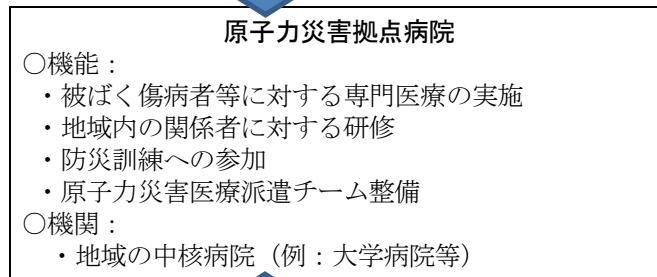 原子力災害拠点病院
○機能：
・被ばく傷病者等に対する専門医療の実施
・地域内の関係者に対する研修
・防災訓練への参加
・原子力災害医療派遣チーム整備
○機関：
・地域の中核病院（例：大学病院等）